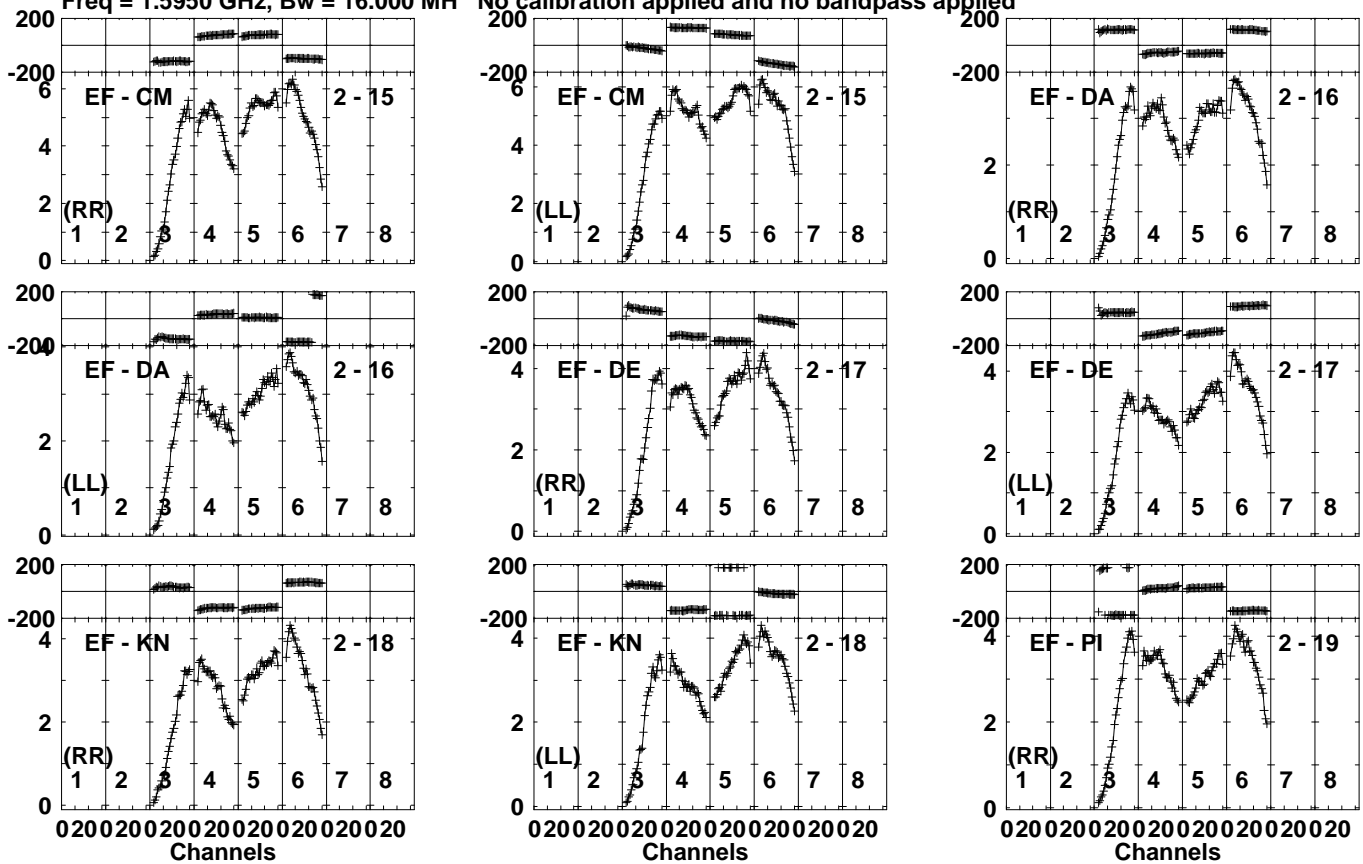 Freq = 1.5950 GHz, Bw = 16.000 MH No calibration applied and no bandpass applied
200 200 200
-200 -200 -200
6 EF - CM 2 - 15 6 EF - CM 2 - 15 EF - DA 2 - 16
4 4 2
2 2
(RR) (LL) (RR)
1 2 3 4 5 6 7 8 1 2 3 4 5 6 7 8 1 2 3 4 5 6 7 8
0 0 0
200 200 200
-200 -200 -200
4 EF - DA 2 - 16 4 EF - DE 2 - 17 4 EF - DE 2 - 17
2 2 2
(LL) (RR) (LL)
1 2 3 4 5 6 7 8 1 2 3 4 5 6 7 8 1 2 3 4 5 6 7 8
0 0 0
200 200 200
-200 -200 -200
4 EF - KN 2 - 18 4 EF - KN 2 - 18 4 EF - PI 2 - 19
2 2 2
(RR) (LL) (RR)
1 2 3 4 5 6 7 8 1 2 3 4 5 6 7 8 1 2 3 4 5 6 7 8
0 0 0
0 20 0 20 0 20 0 20 0 20 0 20 0 20 0 20 0 20 0 20 0 20 0 20 0 20 0 20 0 20 0 20 0 20 0 20 0 20 0 20 0 20 0 20 0 20 0 20
Channels Channels Channels